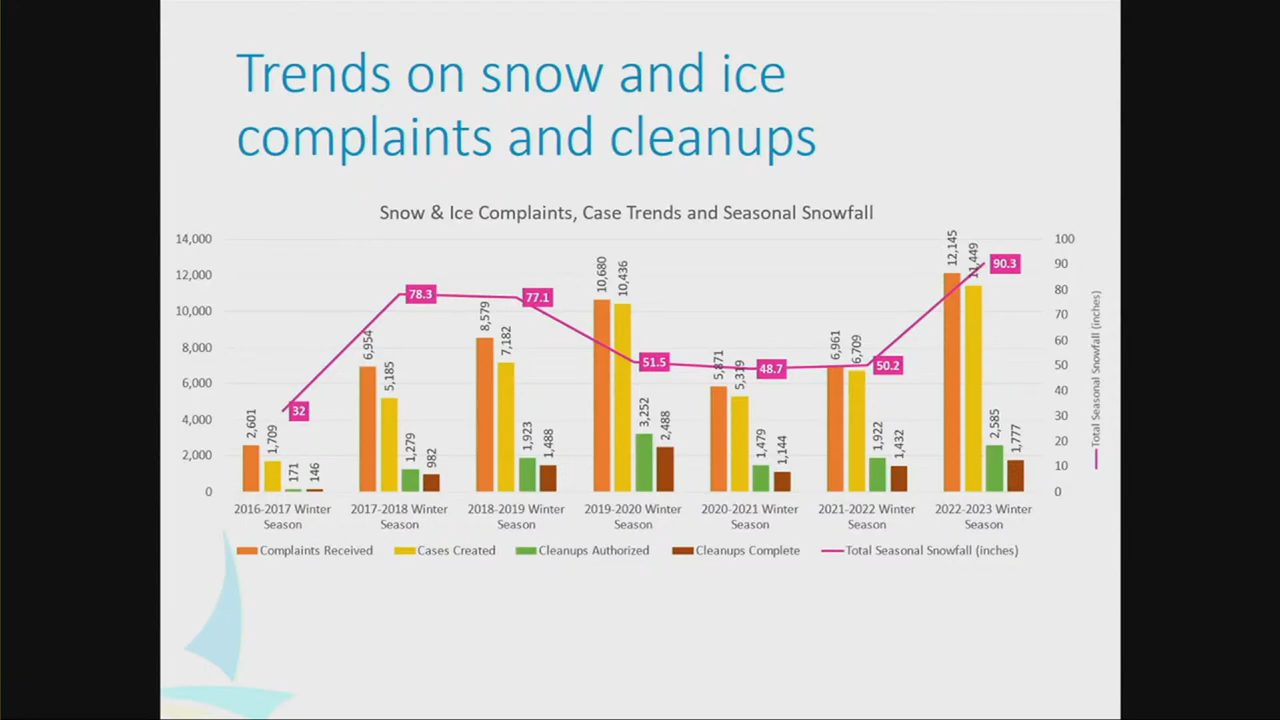 Trends on snow and ice
complaints and cleanups
Snow & Ice Complaints, Case Trends and Seasonal Snowfall
14,000
12,000
10,000
8,000
6,000
4,000
2,000
0
100
90
80
70
60
50
40
30
20
10
0
Total Seasonal Snowfall (inches)
2,601
1,709
171
146
32
6,954
5,185
1,279
982
78.3
8,579
7,182
1,923
1,488
77.1
10,680
10,436
3,252
2,488
51.5
5,871
5,319
1,479
1,144
48.7
6,961
6,709
1,922
1,432
50.2
12,145
11,449
2,585
1,777
90.3
2016-2017 Winter
Season
2017-2018 Winter
Season
2018-2019 Winter
Season
2019-2020 Winter
Season
2020-2021 Winter
Season
2021-2022 Winter
Season
2022-2023 Winter
Season
Complaints Received
Cases Created
Cleanups Authorized
Cleanups Complete
Total Seasonal Snowfall (inches)